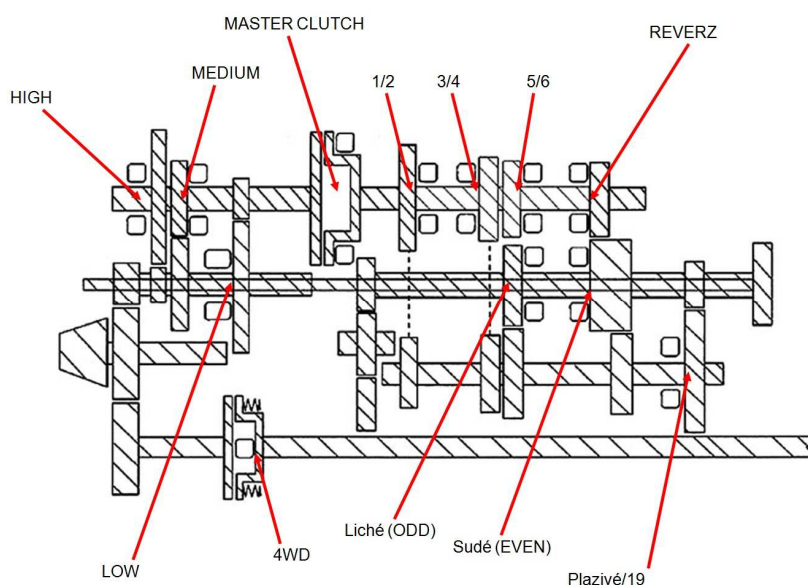 MASTER CLUTCH
REVERZ
MEDIUM
1/2
3/4
5/6
HIGH
Liché (ODD)
Sudé (EVEN)
4WD
LOW
Plazivé/19